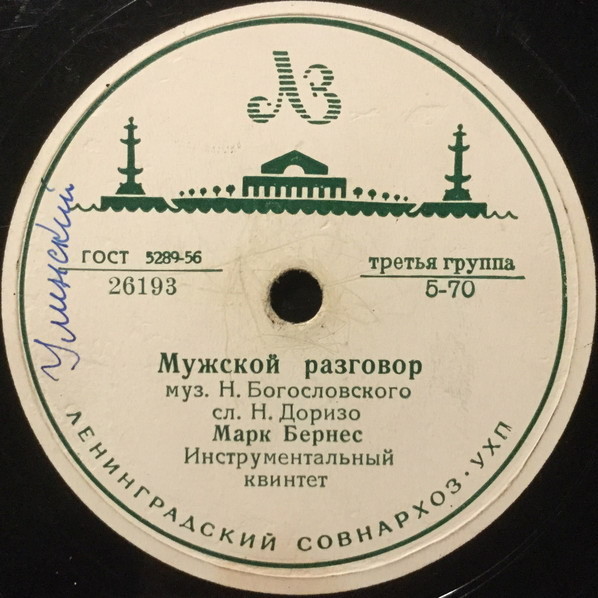 ЛЗ
ГОСТ 5289-56
26193
третья группа
5-70
Мужской разговор
муз. Н. Богословского
сл. Н. Доризо
Марк Бернес
Инструментальный
квинтет
ЛЕНИНГРАДСКИЙ СОВНАРХОЗ · УХП